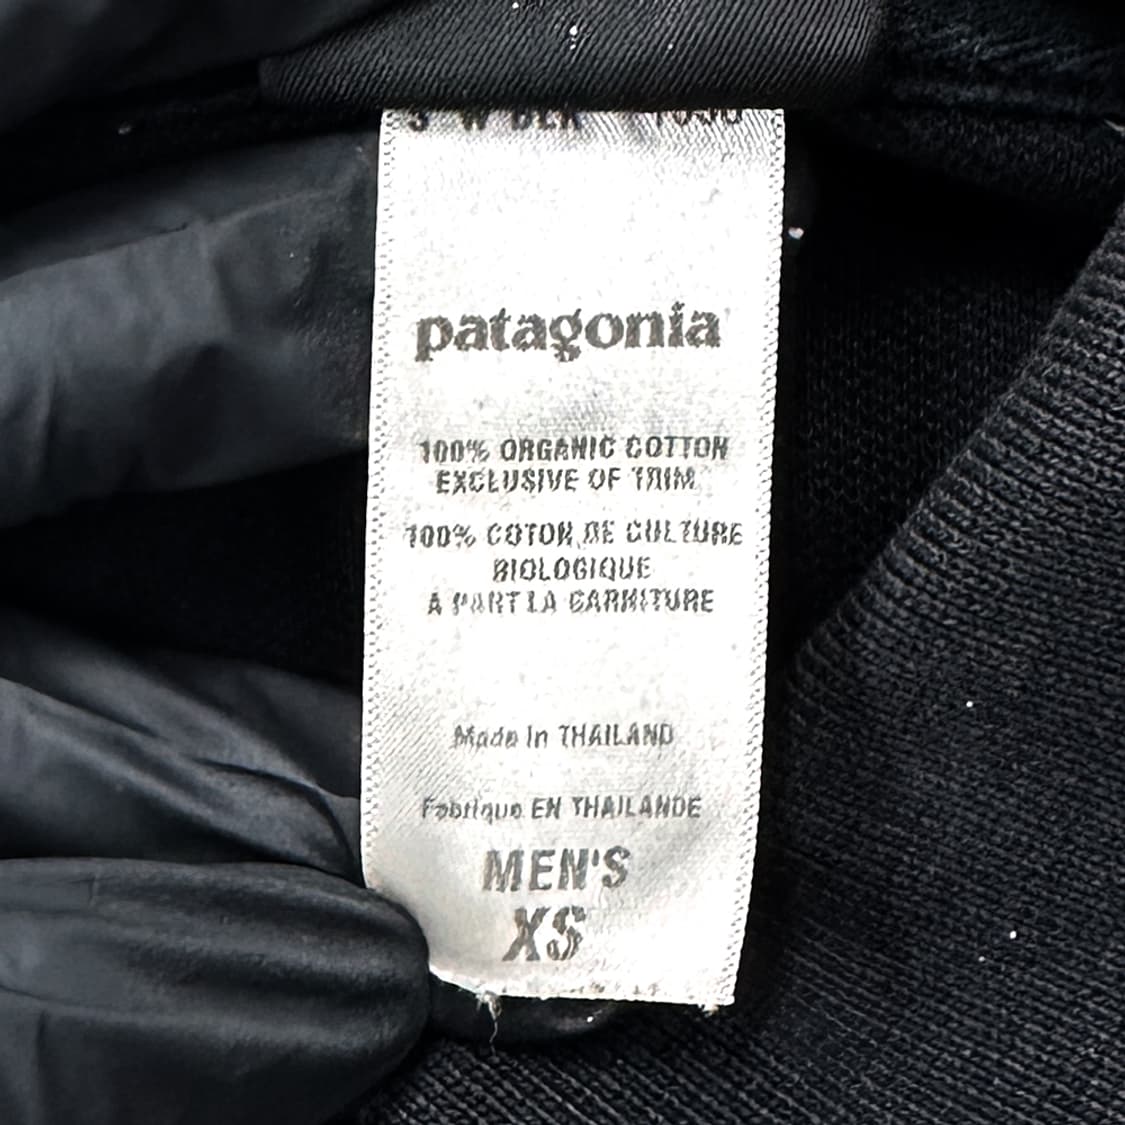 patagonia
100% ORGANIC COTTON
EXCLUSIVE OF TRIM
100% COTON DE CULTURE
BIOLOGIQUE
A PART LA GARNITURE
Made In THAILAND
Fabriqué EN THAILANDE
MEN'S
XS